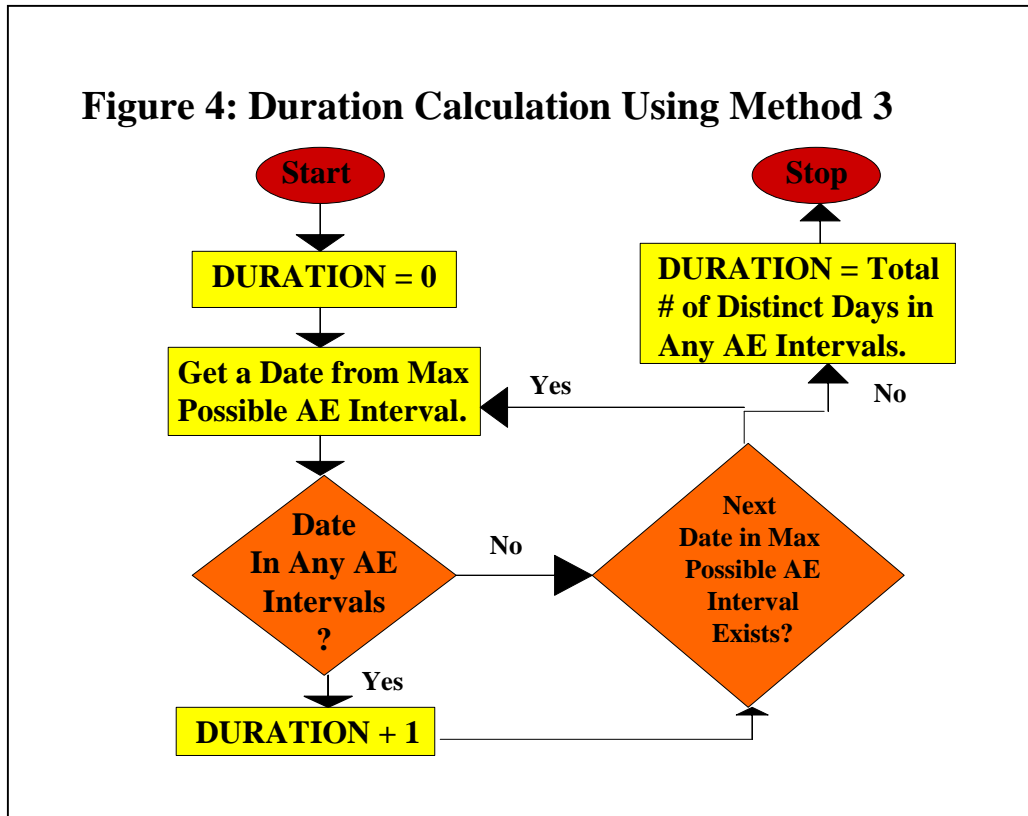 Figure 4: Duration Calculation Using Method 3
Start
Stop
DURATION = 0
DURATION = Total
# of Distinct Days in
Any AE Intervals.
Get a Date from Max
Possible AE Interval.
Yes
No
Date
In Any AE
Intervals
?
No
Next
Date in Max
Possible AE
Interval
Exists?
Yes
DURATION + 1